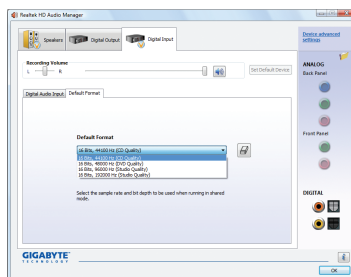 Realtek HD Audio Manager
Speakers
Digital Output
Digital Input
Device advanced
settings
Recording Volume
L
R
Set Default Device
ANALOG
Back Panel
Digital Audio Input
Default Format
Default Format
16 Bits, 44100 Hz (CD Quality)
16 Bits, 44100 Hz (CD Quality)
16 Bits, 48000 Hz (DVD Quality)
16 Bits, 96000 Hz (Studio Quality)
16 Bits, 192000 Hz (Studio Quality)
Front Panel
Select the sample rate and bit depth to be used when running in shared
mode.
DIGITAL
GIGABYTE
TECHNOLOGY
OK